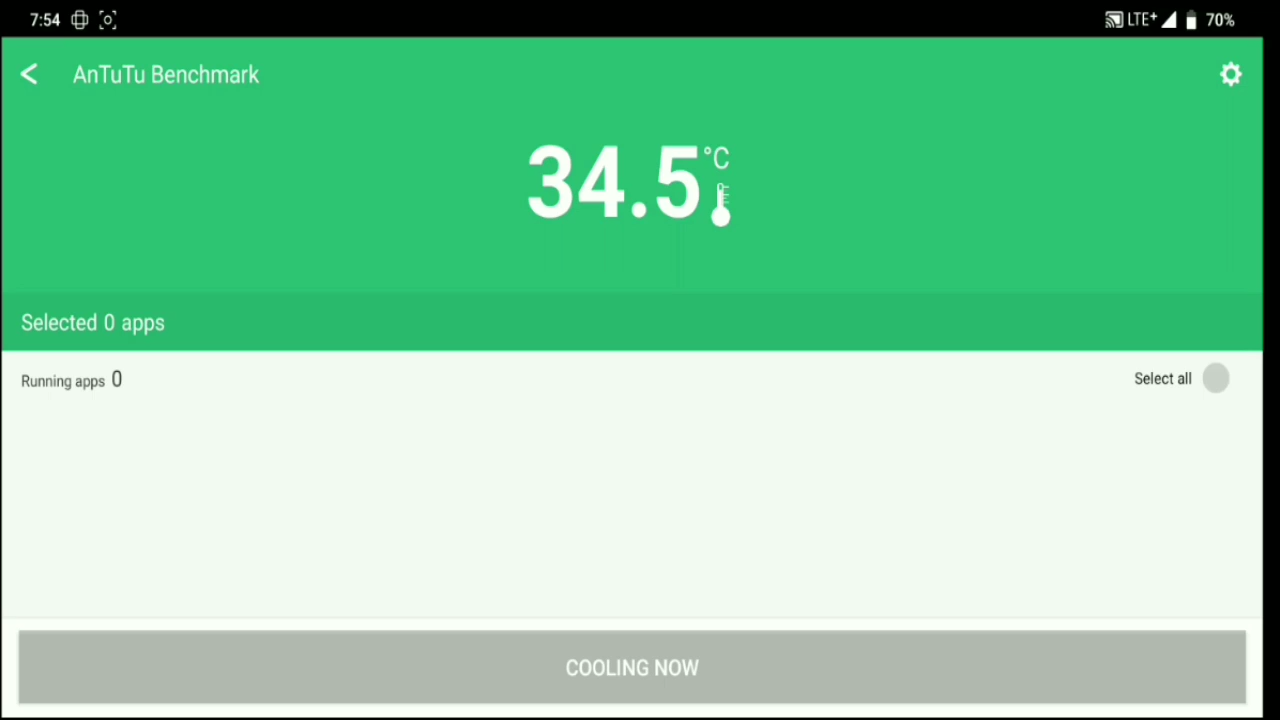 7:54 LTE+ 70%
AnTuTu Benchmark
34.5 °C
Selected 0 apps
Running apps 0 Select all
COOLING NOW